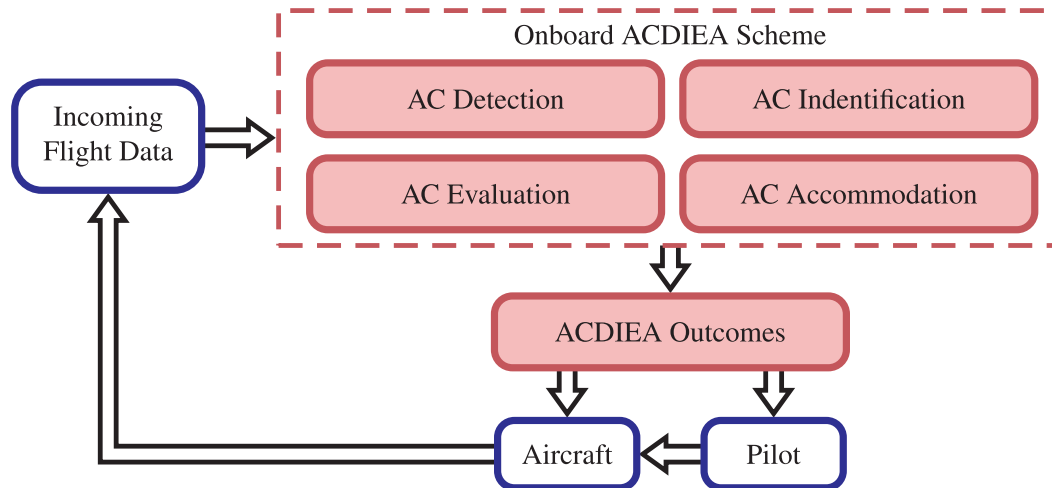 Onboard ACDIEA Scheme
AC Detection
AC Indentification
Incoming
Flight Data
AC Evaluation
AC Accommodation
ACDIEA Outcomes
Aircraft
Pilot